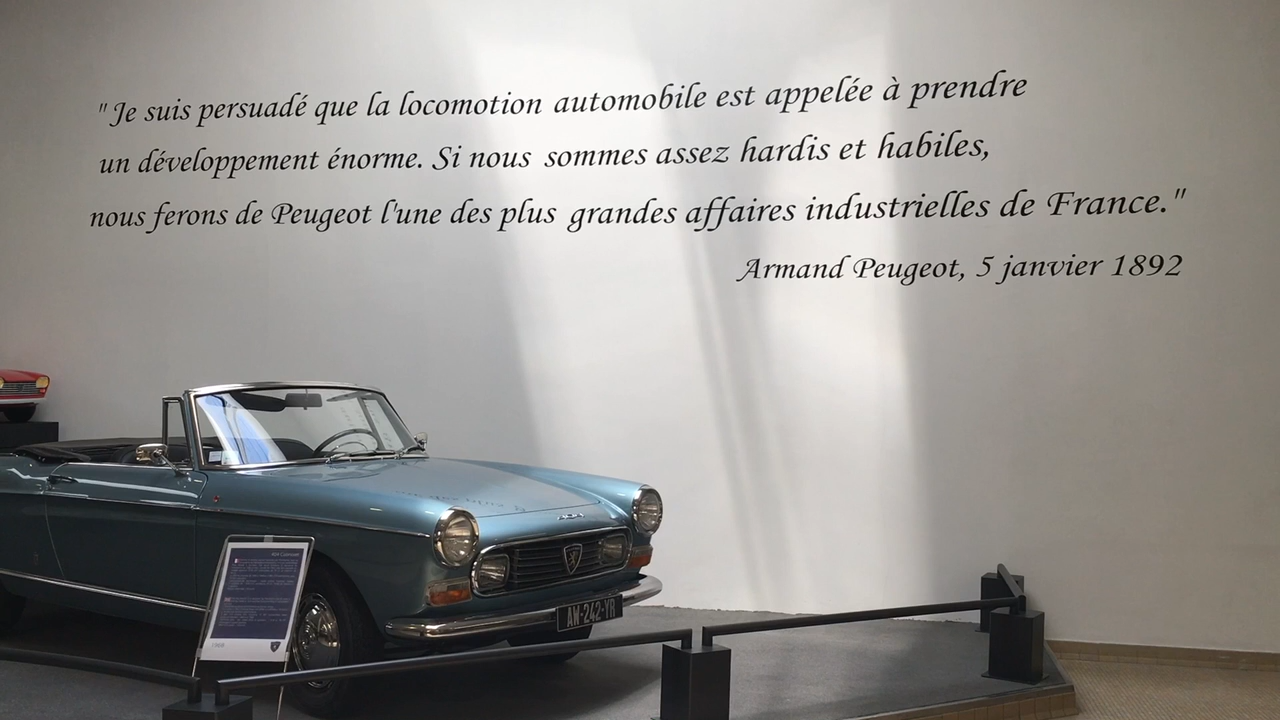 " Je suis persuadé que la locomotion automobile est appelée à prendre
un développement énorme. Si nous sommes assez hardis et habiles,
nous ferons de Peugeot l'une des plus grandes affaires industrielles de France."
Armand Peugeot, 5 janvier 1892
404
AW-242-YR